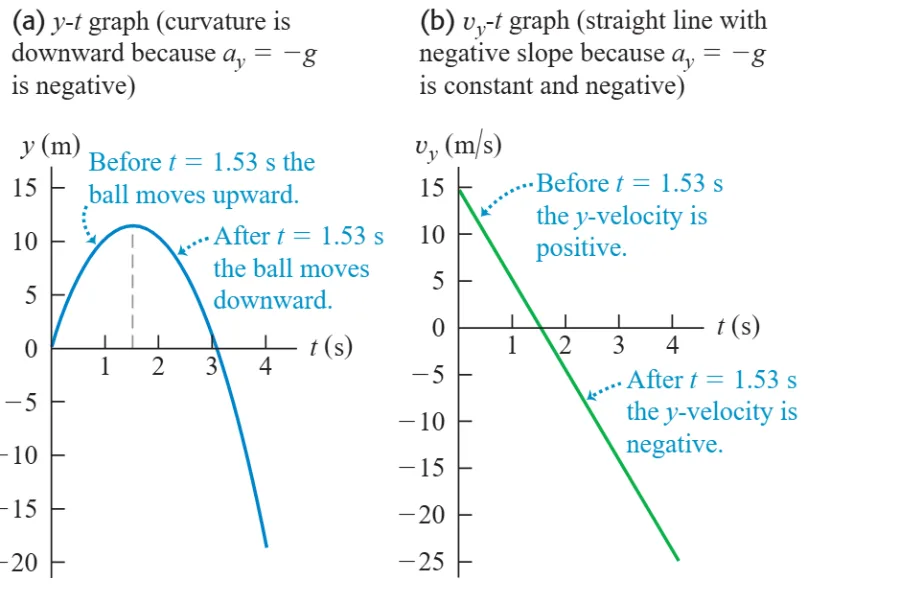 (a) y-t graph (curvature is
downward because a_y = −g
is negative)
y (m)
Before t = 1.53 s the
ball moves upward.
After t = 1.53 s
the ball moves
downward.
15
10
5
0
−5
−10
−15
−20
1 2 3 4
t (s)
(b) υ_y-t graph (straight line with
negative slope because a_y = −g
is constant and negative)
υ_y (m/s)
Before t = 1.53 s
the y-velocity is
positive.
15
10
5
0
−5
−10
−15
−20
−25
1 2 3 4
t (s)
After t = 1.53 s
the y-velocity is
negative.